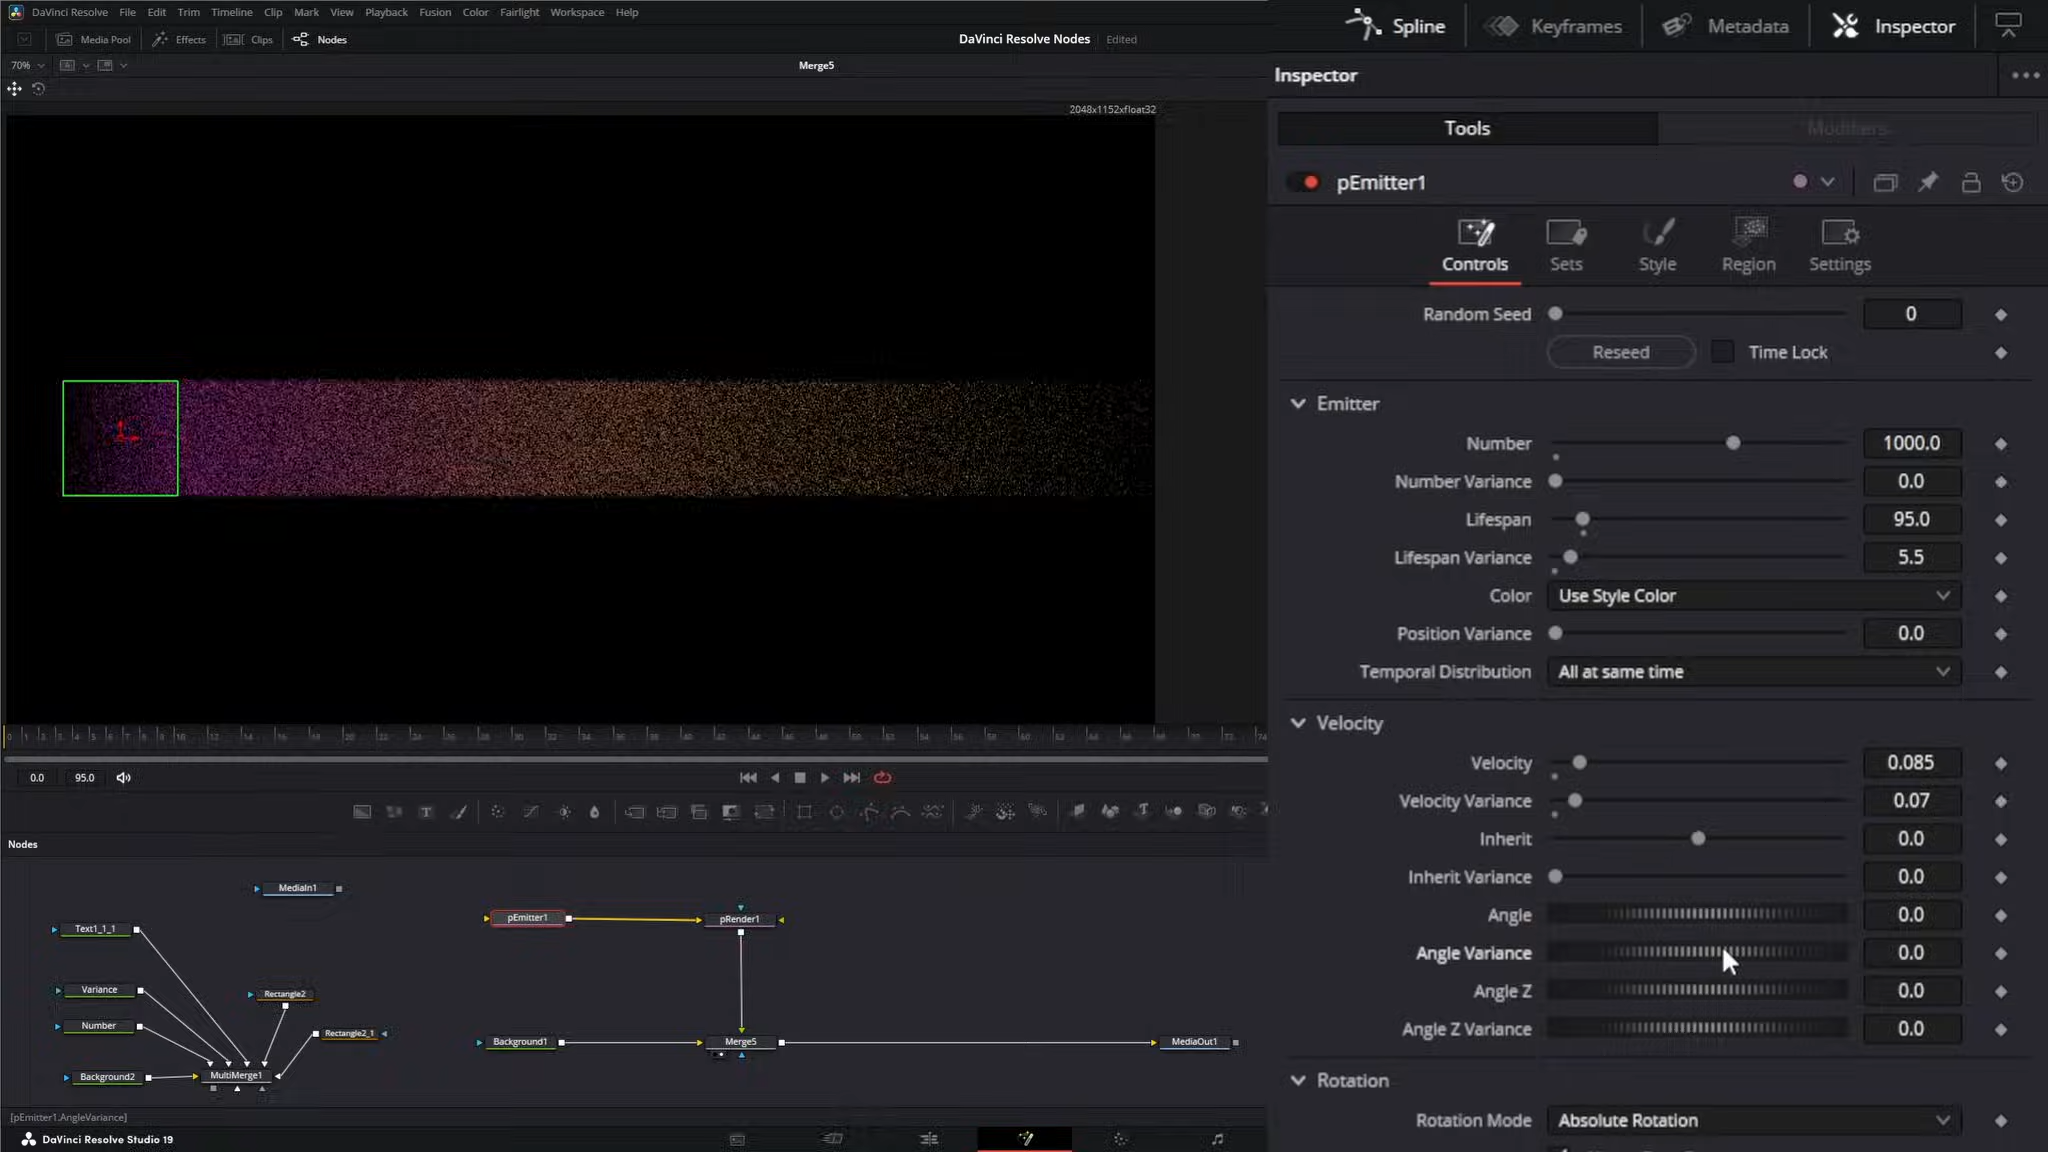 DaVinci Resolve File Edit Trim Timeline Clip Mark View Playback Fusion Color Fairlight Workspace Help
Media Pool Effects Clips Nodes DaVinci Resolve Nodes Edited
70% Merge5
2048x1152xfloat32
Spline Keyframes Metadata Inspector
Inspector
Tools Modifiers
pEmitter1
Controls Sets Style Region Settings
Random Seed 0
Reseed Time Lock
Emitter
Number 1000.0
Number Variance 0.0
Lifespan 95.0
Lifespan Variance 5.5
Color Use Style Color
Position Variance 0.0
Temporal Distribution All at same time
Velocity
Velocity 0.085
Velocity Variance 0.07
Inherit 0.0
Inherit Variance 0.0
Angle 0.0
Angle Variance 0.0
Angle Z 0.0
Angle Z Variance 0.0
Rotation
Rotation Mode Absolute Rotation
0.0 95.0
Nodes
MediaIn1
Text1_1_1
pEmitter1
pRender1
Variance
Rectangle2
Number
Rectangle2_1
Background1
Merge5
MediaOut1
Background2
MultiMerge1
[pEmitter1.AngleVariance]
DaVinci Resolve Studio 19